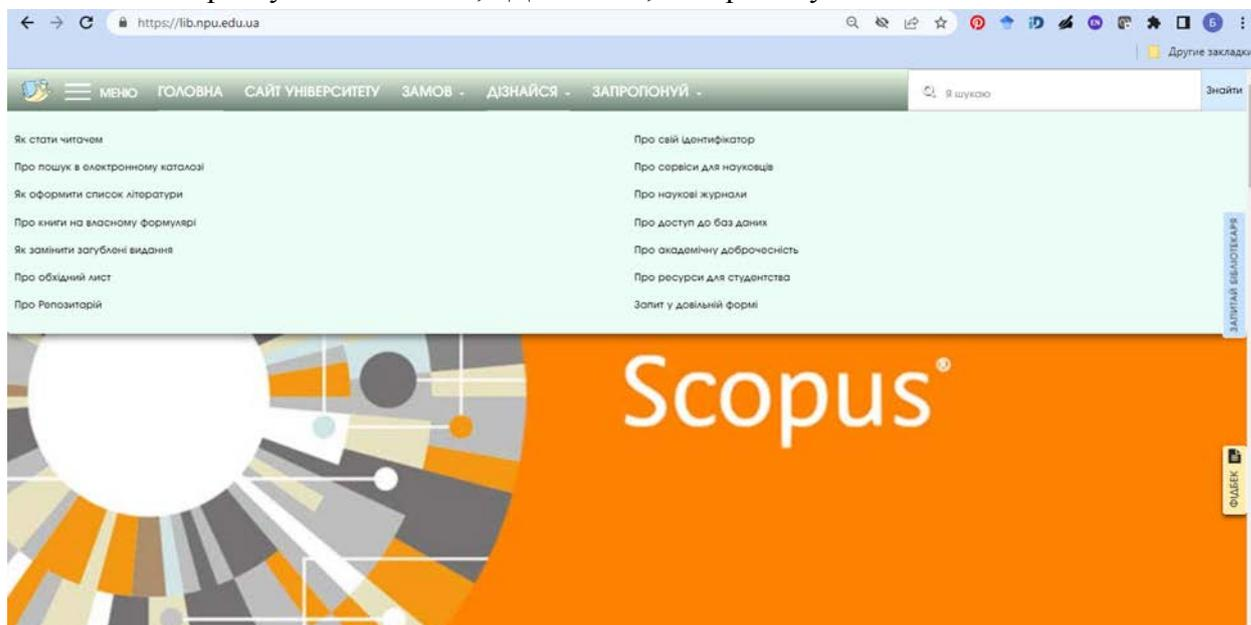 https://lib.npu.edu.ua
Б
Другие закладки
МЕНЮ ГОЛОВНА САЙТ УНІВЕРСИТЕТУ ЗАМОВ ДІЗНАЙСЯ ЗАПРОПОНУЙ Я шукаю Знайти
Як стати читачем
Про пошук в електронному каталозі
Як оформити список літератури
Про книги на власному формулярі
Як замінити загублені видання
Про обхідний лист
Про Репозитарій
Про свій ідентифікатор
Про сервіси для науковців
Про наукові журнали
Про доступ до баз даних
Про академічну доброчесність
Про ресурси для студентства
Запит у довільній формі
ЗАПИТАЙ БІБЛІОТЕКАРЯ
Scopus®
ФІДБЕК